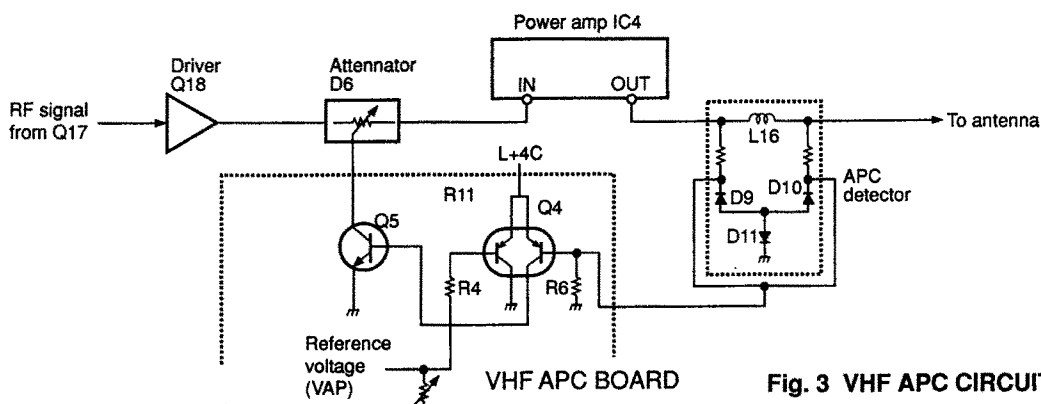 Power amp IC4
Driver
Q18
Attennator
D6
IN
OUT
RF signal
from Q17
To antenna
L16
L+4C
R11
Q4
APC
detector
D9
D10
D11
Q5
R4
R6
Reference
voltage
(VAP)
VHF APC BOARD
Fig. 3 VHF APC CIRCUI